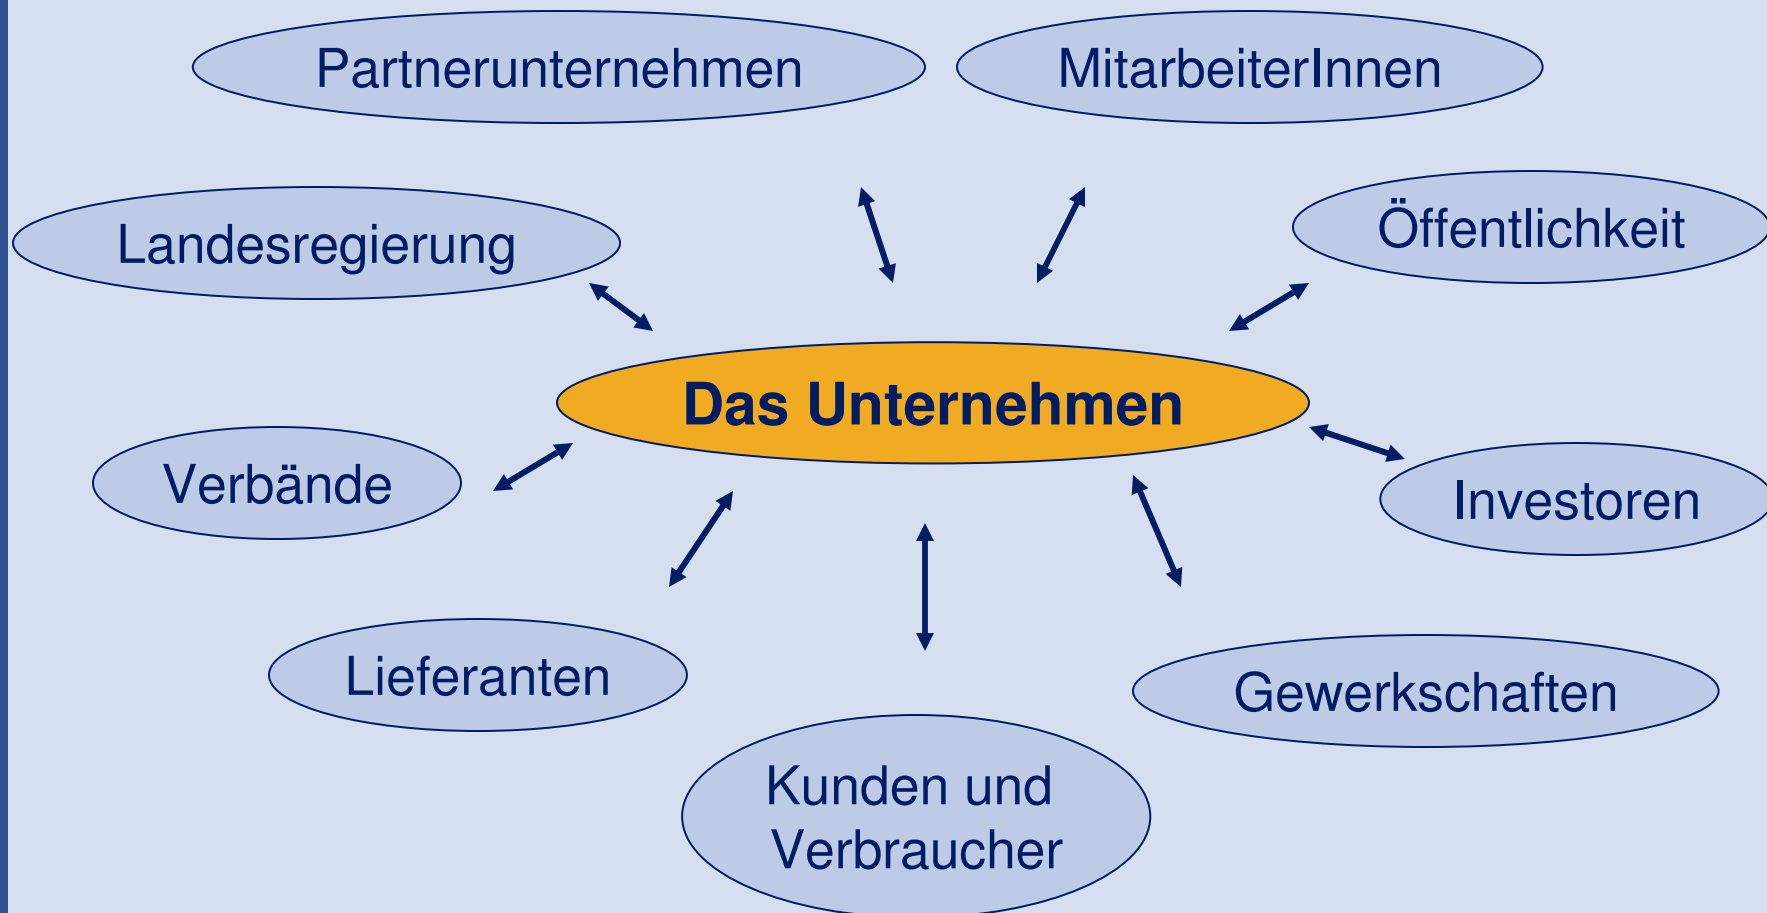 Partnerunternehmen
MitarbeiterInnen
Landesregierung
Öffentlichkeit
Das Unternehmen
Verbände
Investoren
Lieferanten
Gewerkschaften
Kunden und
Verbraucher